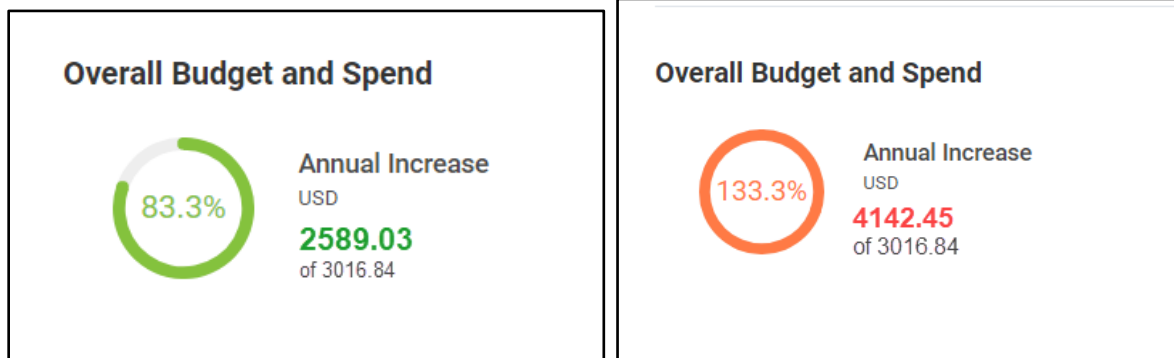 Overall Budget and Spend
83.3%
Annual Increase
USD
2589.03
of 3016.84
Overall Budget and Spend
133.3%
Annual Increase
USD
4142.45
of 3016.84